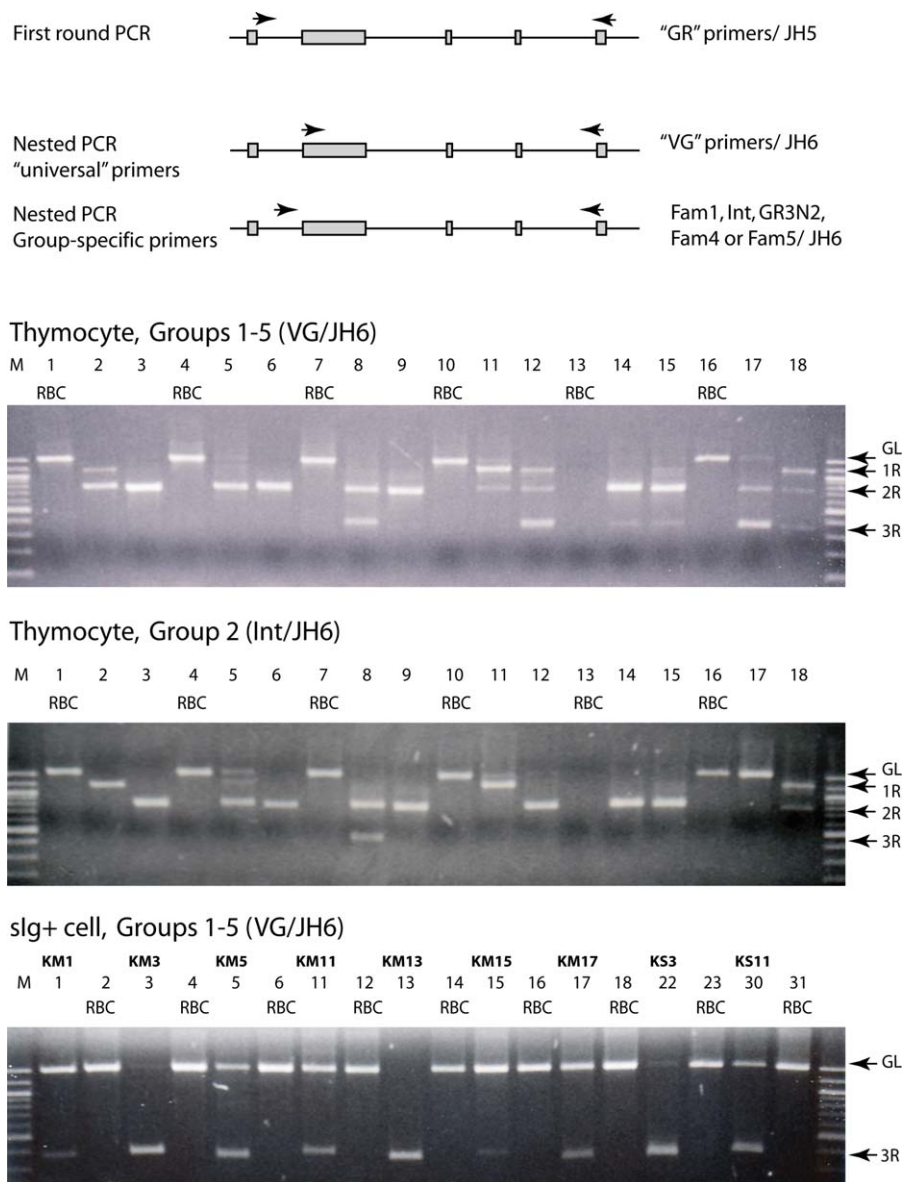 First round PCR
"GR" primers/ JH5
Nested PCR
"universal" primers
"VG" primers/ JH6
Nested PCR
Group-specific primers
Fam1, Int, GR3N2,
Fam4 or Fam5/ JH6
Thymocyte, Groups 1-5 (VG/JH6)
M 1 2 3 4 5 6 7 8 9 10 11 12 13 14 15 16 17 18
RBC RBC RBC RBC RBC RBC
GL
1R
2R
3R
Thymocyte, Group 2 (Int/JH6)
M 1 2 3 4 5 6 7 8 9 10 11 12 13 14 15 16 17 18
RBC RBC RBC RBC RBC RBC
GL
1R
2R
3R
sIg+ cell, Groups 1-5 (VG/JH6)
KM1 KM3 KM5 KM11 KM13 KM15 KM17 KS3 KS11
M 1 2 3 4 5 6 11 12 13 14 15 16 17 18 22 23 30 31
RBC RBC RBC RBC RBC RBC RBC RBC RBC
GL
3R